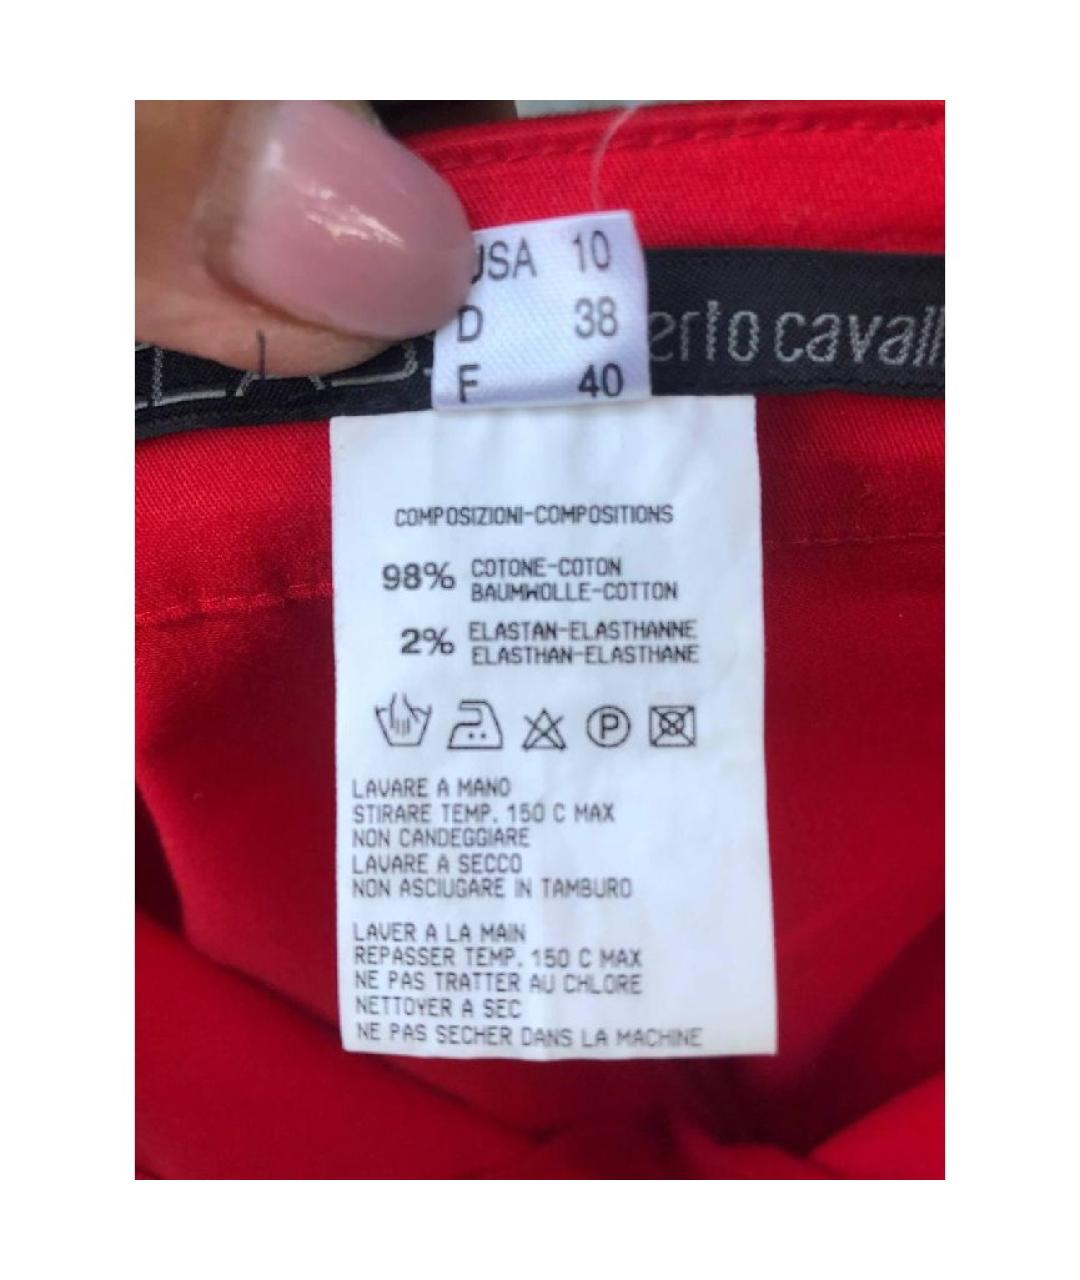 USA 10
D 38
F 40
erto cavall
COMPOSIZIONI-COMPOSITIONS
98% COTONE-COTON
BAUMWOLLE-COTTON
2% ELASTAN-ELASTHANNE
ELASTHAN-ELASTHANE
P
LAVARE A MANO
STIRARE TEMP. 150 C MAX
NON CANDEGGIARE
LAVARE A SECCO
NON ASCIUGARE IN TAMBURO
LAVER A LA MAIN
REPASSER TEMP. 150 C MAX
NE PAS TRATTER AU CHLORE
NETTOYER A SEC
NE PAS SECHER DANS LA MACHINE